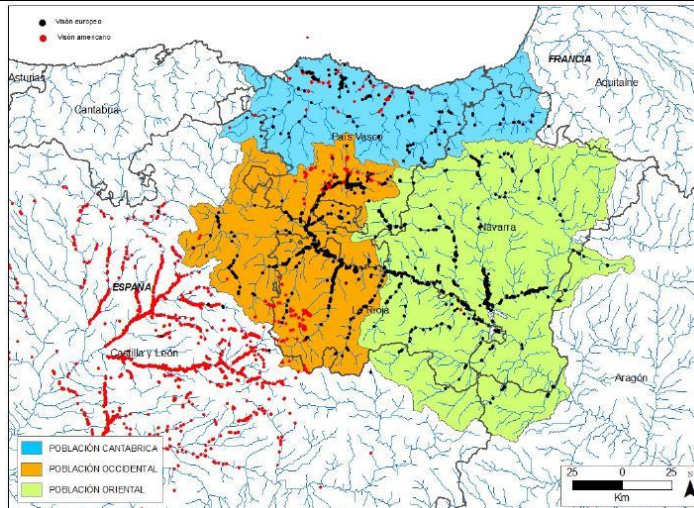 Visón europeo
Visón americano
FRANCIA
Asturias
Aquitaine
Cantabria
País Vasco
Navarra
ESPAÑA
La Rioja
Castilla y León
Aragón
POBLACIÓN CANTABRICA
POBLACIÓN OCCIDENTAL
POBLACIÓN ORIENTAL
25 0 25
Km
N